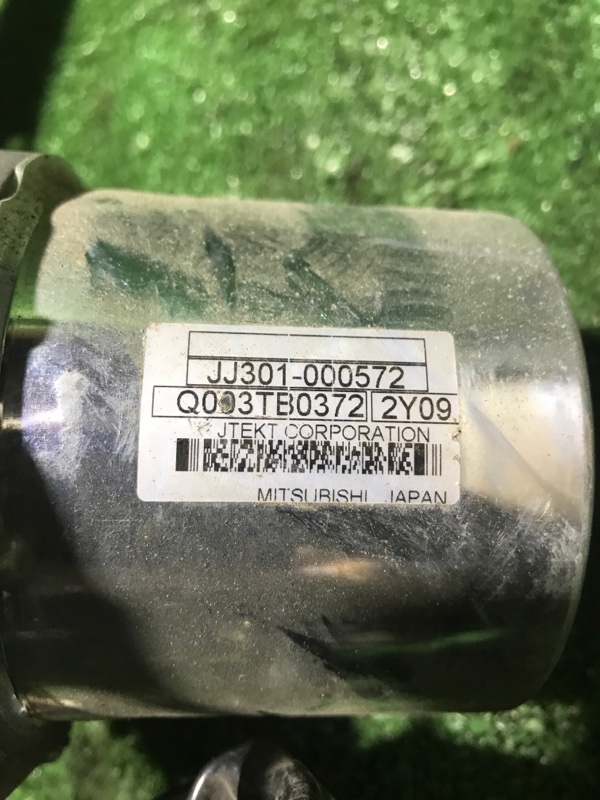 JJ301-000572
Q003TB0372 2Y09
JTEKT CORPORATION
MITSUBISHI JAPAN